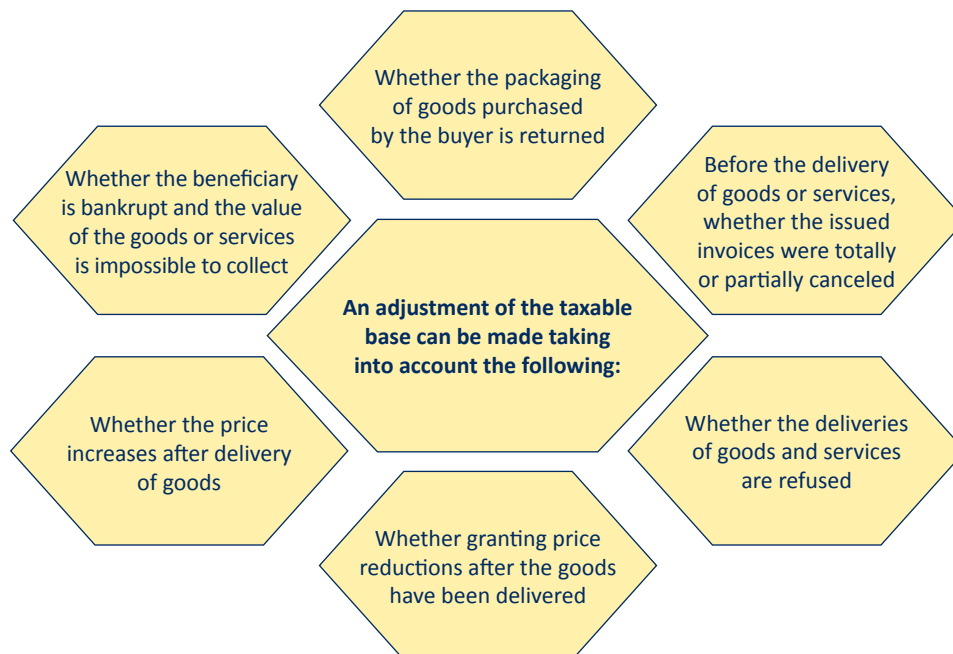 Whether the packaging
of goods purchased
by the buyer is returned
Whether the beneficiary
is bankrupt and the value
of the goods or services
is impossible to collect
Before the delivery
of goods or services,
whether the issued
invoices were totally
or partially canceled
An adjustment of the taxable
base can be made taking
into account the following:
Whether the price
increases after delivery
of goods
Whether the deliveries
of goods and services
are refused
Whether granting price
reductions after the goods
have been delivered